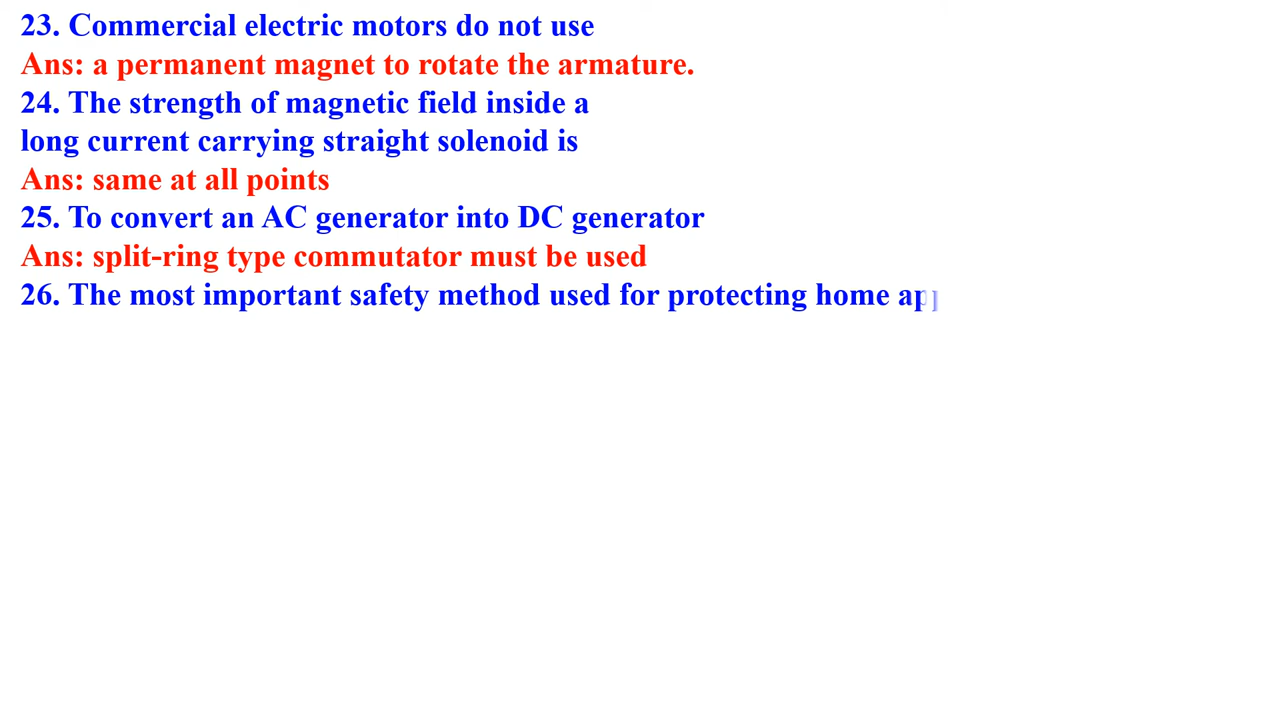 23. Commercial electric motors do not use
Ans: a permanent magnet to rotate the armature.
24. The strength of magnetic field inside a
long current carrying straight solenoid is
Ans: same at all points
25. To convert an AC generator into DC generator
Ans: split-ring type commutator must be used
26. The most important safety method used for protecting home